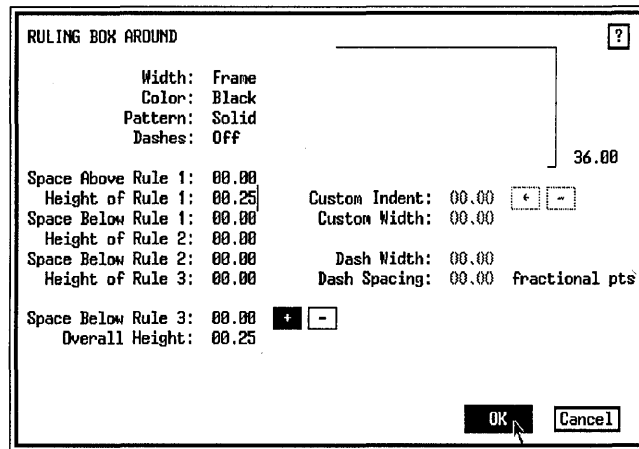 RULING BOX AROUND ?
Width: Frame
Color: Black
Pattern: Solid
Dashes: Off
36.00
Space Above Rule 1: 00.00
Height of Rule 1: 00.25 Custom Indent: 00.00 + -
Space Below Rule 1: 00.00 Custom Width: 00.00
Height of Rule 2: 00.00
Space Below Rule 2: 00.00 Dash Width: 00.00
Height of Rule 3: 00.00 Dash Spacing: 00.00 fractional pts
Space Below Rule 3: 00.00 + -
Overall Height: 00.25
OK Cancel